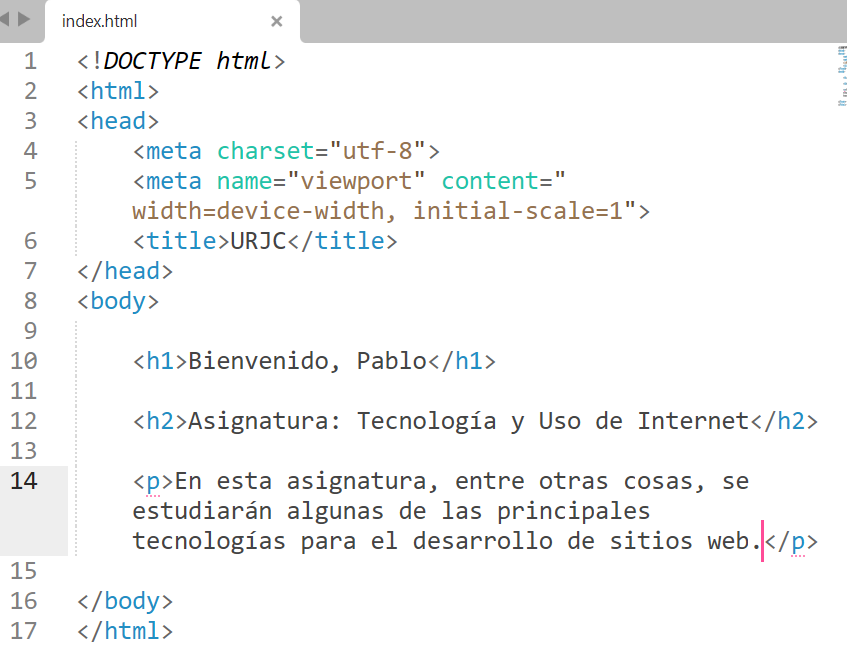 index.html ×
1 <!DOCTYPE html>
2 <html>
3 <head>
4     <meta charset="utf-8">
5     <meta name="viewport" content="
    width=device-width, initial-scale=1">
6     <title>URJC</title>
7 </head>
8 <body>
9
10     <h1>Bienvenido, Pablo</h1>
11
12     <h2>Asignatura: Tecnología y Uso de Internet</h2>
13
14     <p>En esta asignatura, entre otras cosas, se
    estudiarán algunas de las principales
    tecnologías para el desarrollo de sitios web.</p>
15
16 </body>
17 </html>